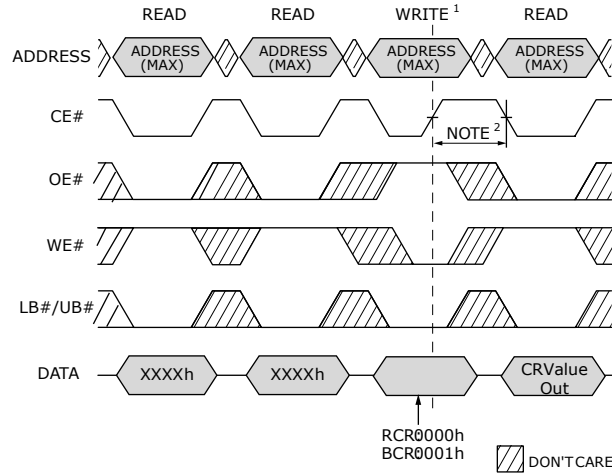 READ READ WRITE 1 READ
ADDRESS ADDRESS (MAX) ADDRESS (MAX) ADDRESS (MAX) ADDRESS (MAX)
CE# NOTE 2
OE#
WE#
LB#/UB#
DATA XXXXh XXXXh CRValue Out
RCR0000h
BCR0001h
DON'T CARE